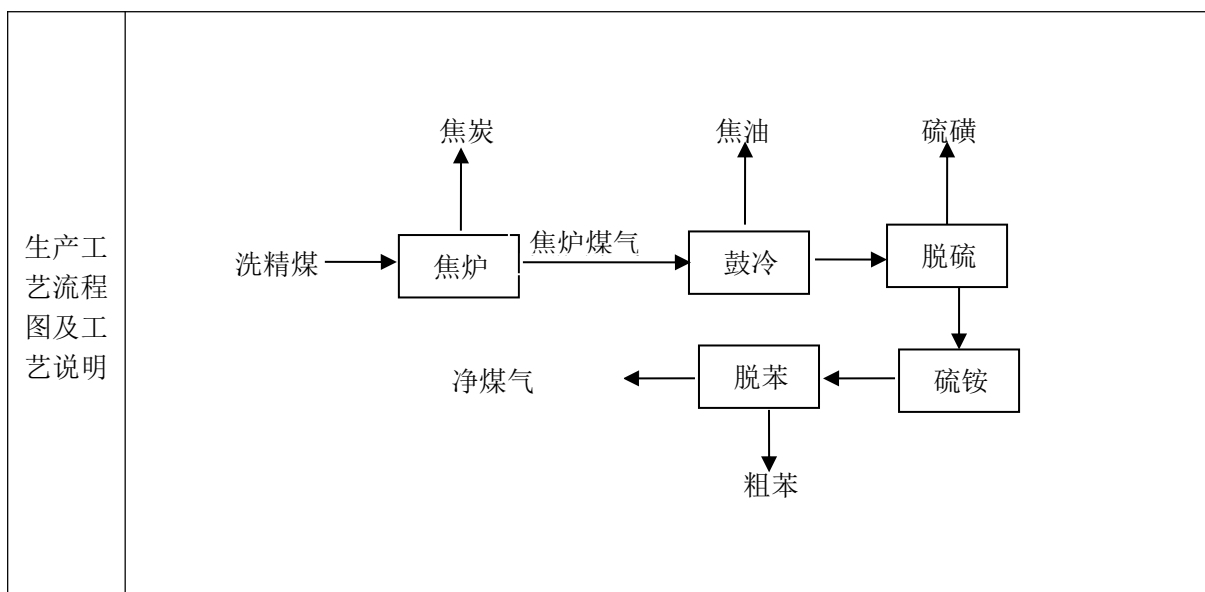 生产工
艺流程
图及工
艺说明
焦炭
焦油
硫磺
洗精煤
焦炉
焦炉煤气
鼓冷
脱硫
净煤气
脱苯
硫铵
粗苯